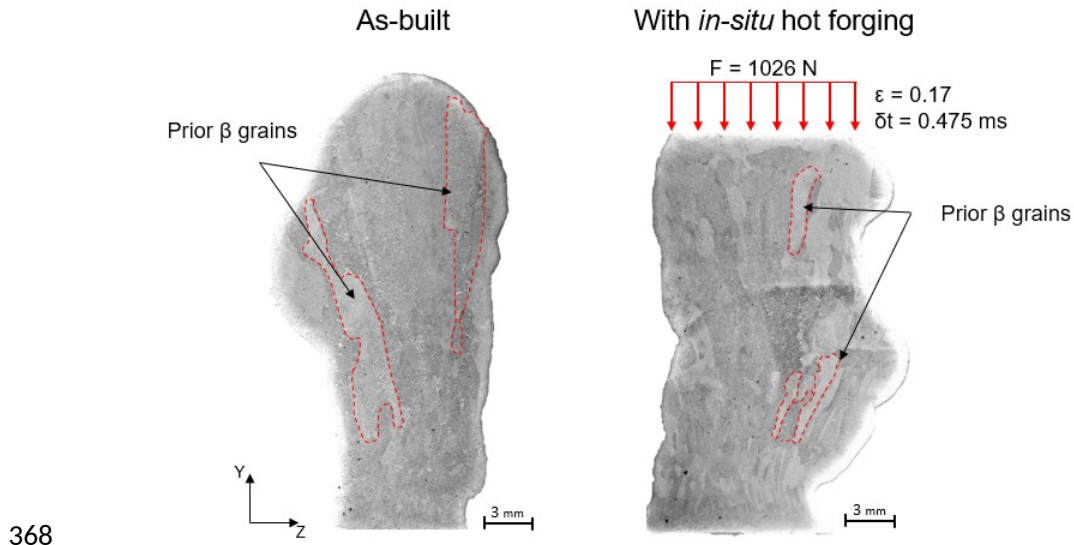 As-built
With in-situ hot forging
F = 1026 N
ε = 0.17
δt = 0.475 ms
Prior β grains
Prior β grains
Y
Z
3 mm
3 mm
368